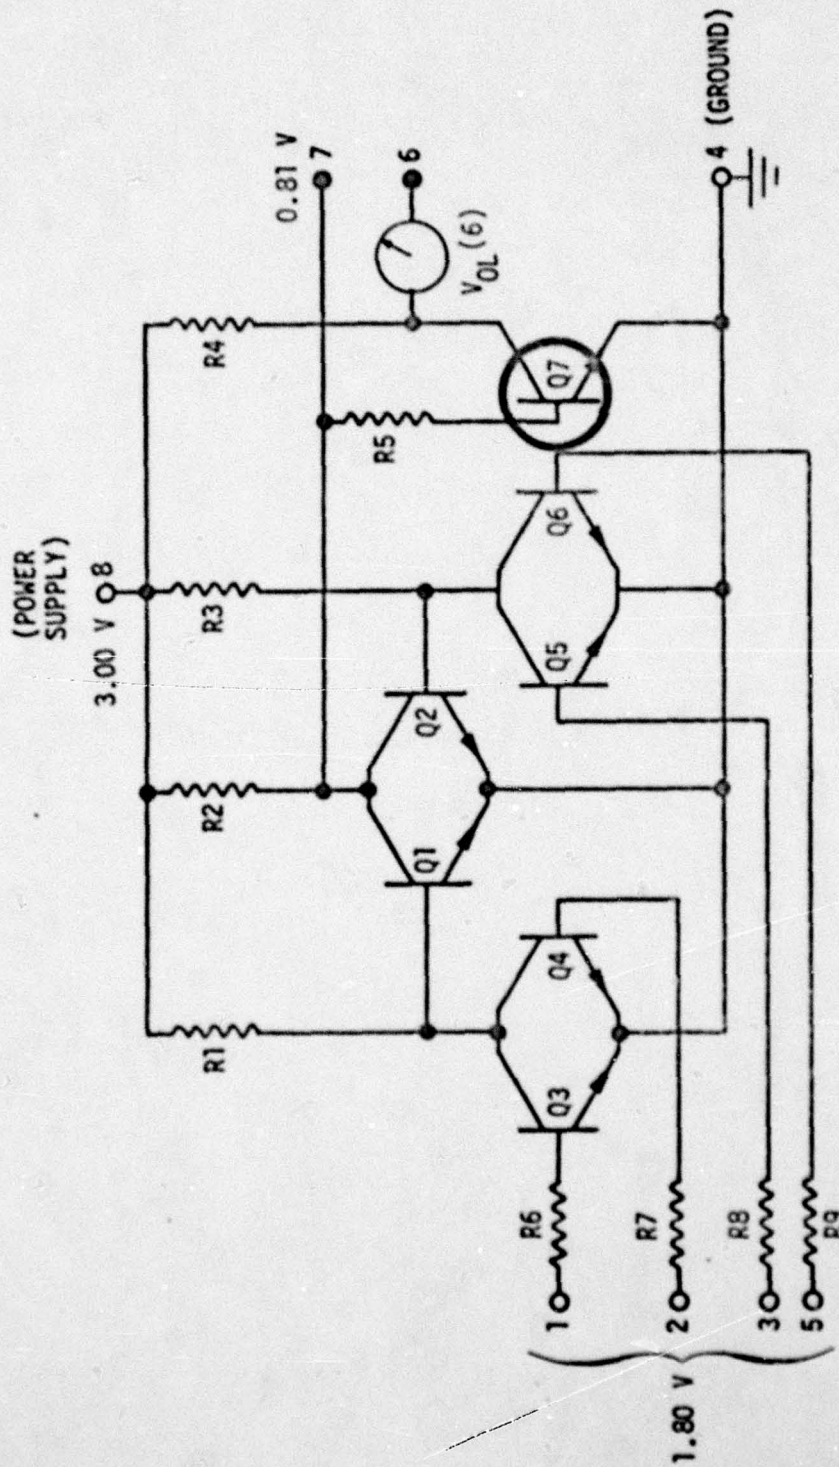 (POWER
SUPPLY)
3.00 V 8
R1
R2
R3
R4
0.81 V
7
6
V_OL (6)
R5
Q1
Q2
Q3
Q4
Q5
Q6
Q7
4 (GROUND)
R6
1
R7
2
R8
3
R9
5
1.80 V